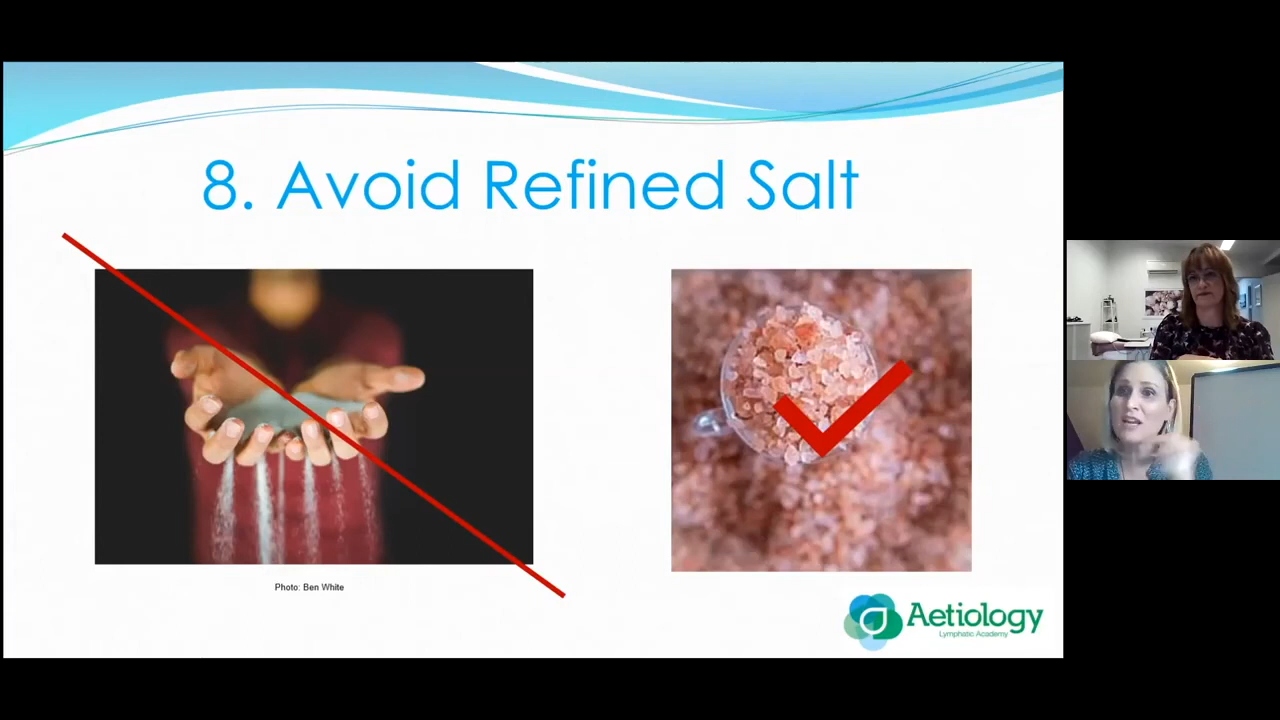 8. Avoid Refined Salt
Photo: Ben White
Aetiology
Lymphatic Academy